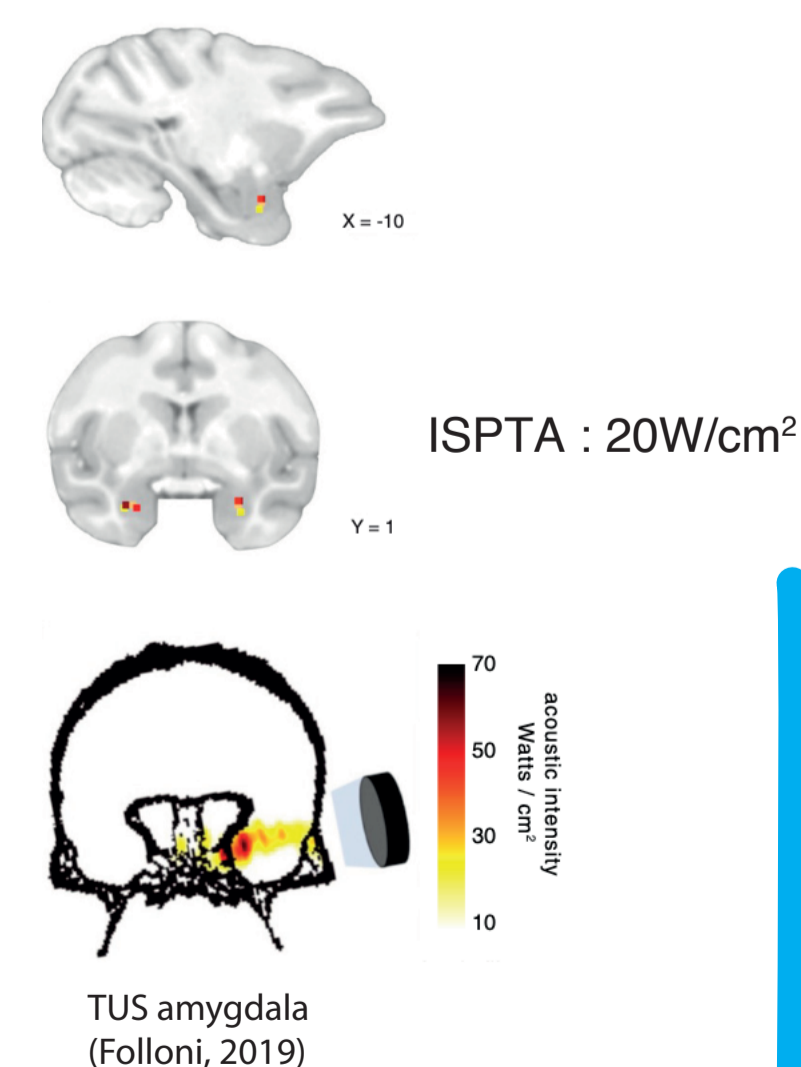 X = -10
ISPTA : 20W/cm²
Y = 1
70
50
30
10
acoustic intensity
Watts / cm²
TUS amygdala
(Folloni, 2019)